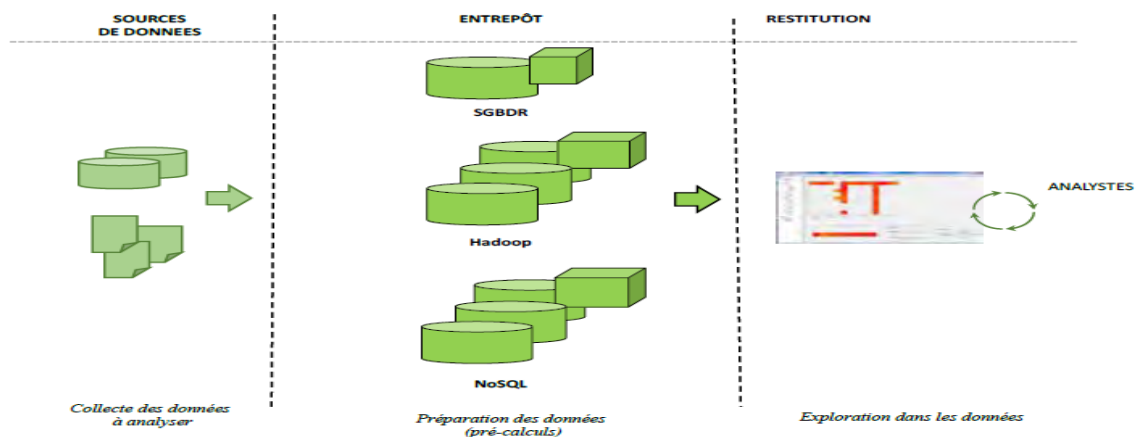 SOURCES
DE DONNEES
ENTREPÔT
RESTITUTION
SGBDR
Hadoop
NoSQL
ANALYSTES
Collecte des données
à analyser
Préparation des données
(pré-calculs)
Exploration dans les données